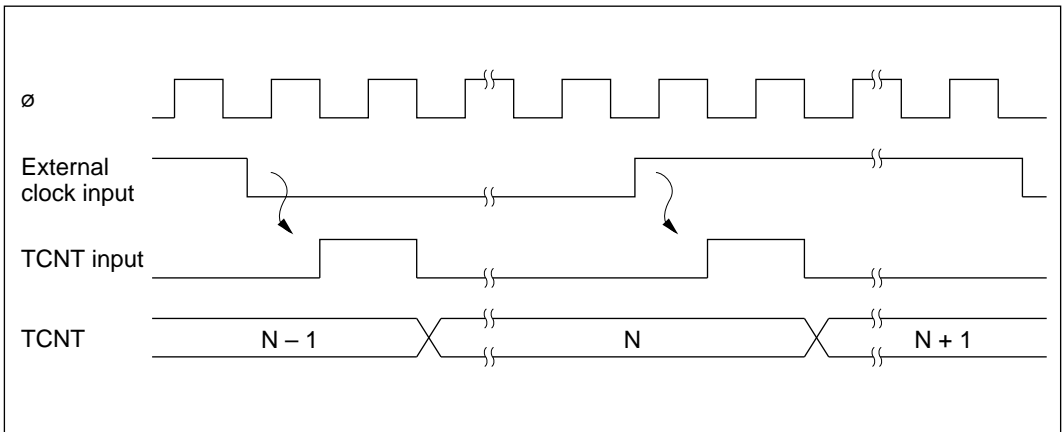 ø
External
clock input
TCNT input
TCNT
N – 1
N
N + 1